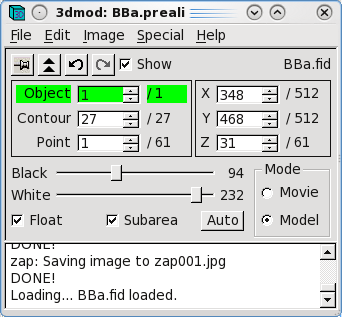 3dmod: BBa.preali
File Edit Image Special Help
Show BBa.fid
Object 1 / 1 X 348 / 512
Contour 27 / 27 Y 468 / 512
Point 1 / 61 Z 31 / 61
Black 94 Mode
White 232 Movie
Float Subarea Auto Model
DONE!
zap: Saving image to zap001.jpg
DONE!
Loading... BBa.fid loaded.